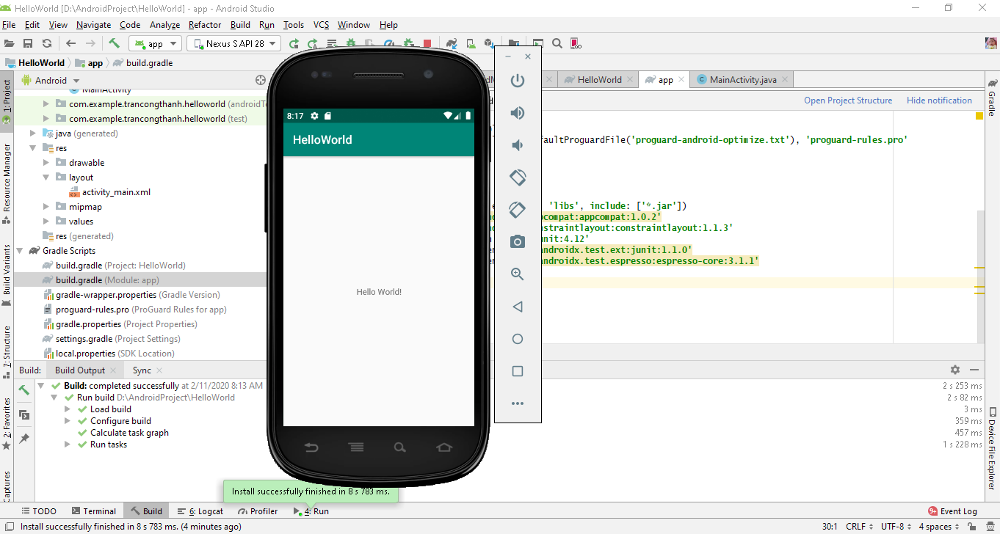 HelloWorld [D:\AndroidProject\HelloWorld] - app - Android Studio
File Edit View Navigate Code Analyze Refactor Build Run Tools VCS Window Help
app Nexus S API 28
HelloWorld app build.gradle
Android
HelloWorld app MainActivity.java
Open Project Structure Hide notification
1: Project
Resource Manager
Build Variants
7: Structure
2: Favorites
Captures
Gradle
Device File Explorer
MainActivity
com.example.trancongthanh.helloworld (androidT
com.example.trancongthanh.helloworld (test)
java (generated)
res
drawable
layout
activity_main.xml
mipmap
values
res (generated)
Gradle Scripts
build.gradle (Project: HelloWorld)
build.gradle (Module: app)
gradle-wrapper.properties (Gradle Version)
proguard-rules.pro (ProGuard Rules for app)
gradle.properties (Project Properties)
settings.gradle (Project Settings)
local.properties (SDK Location)
8:17
HelloWorld
Hello World!
faultProguardFile('proguard-android-optimize.txt'), 'proguard-rules.pro'
'libs', include: ['*.jar'])
compat:appcompat:1.0.2'
straintlayout:constraintlayout:1.1.3'
nit:4.12'
androidx.test.ext:junit:1.1.0'
androidx.test.espresso:espresso-core:3.1.1'
Build: Build Output Sync
Build: completed successfully at 2/11/2020 8:13 AM 2 s 253 ms
Run build D:\AndroidProject\HelloWorld 2 s 82 ms
Load build 3 ms
Configure build 359 ms
Calculate task graph 457 ms
Run tasks 1 s 228 ms
Install successfully finished in 8 s 783 ms.
TODO Terminal Build 6: Logcat Profiler 4: Run 9+ Event Log
Install successfully finished in 8 s 783 ms. (4 minutes ago) 30:1 CRLF UTF-8 4 spaces